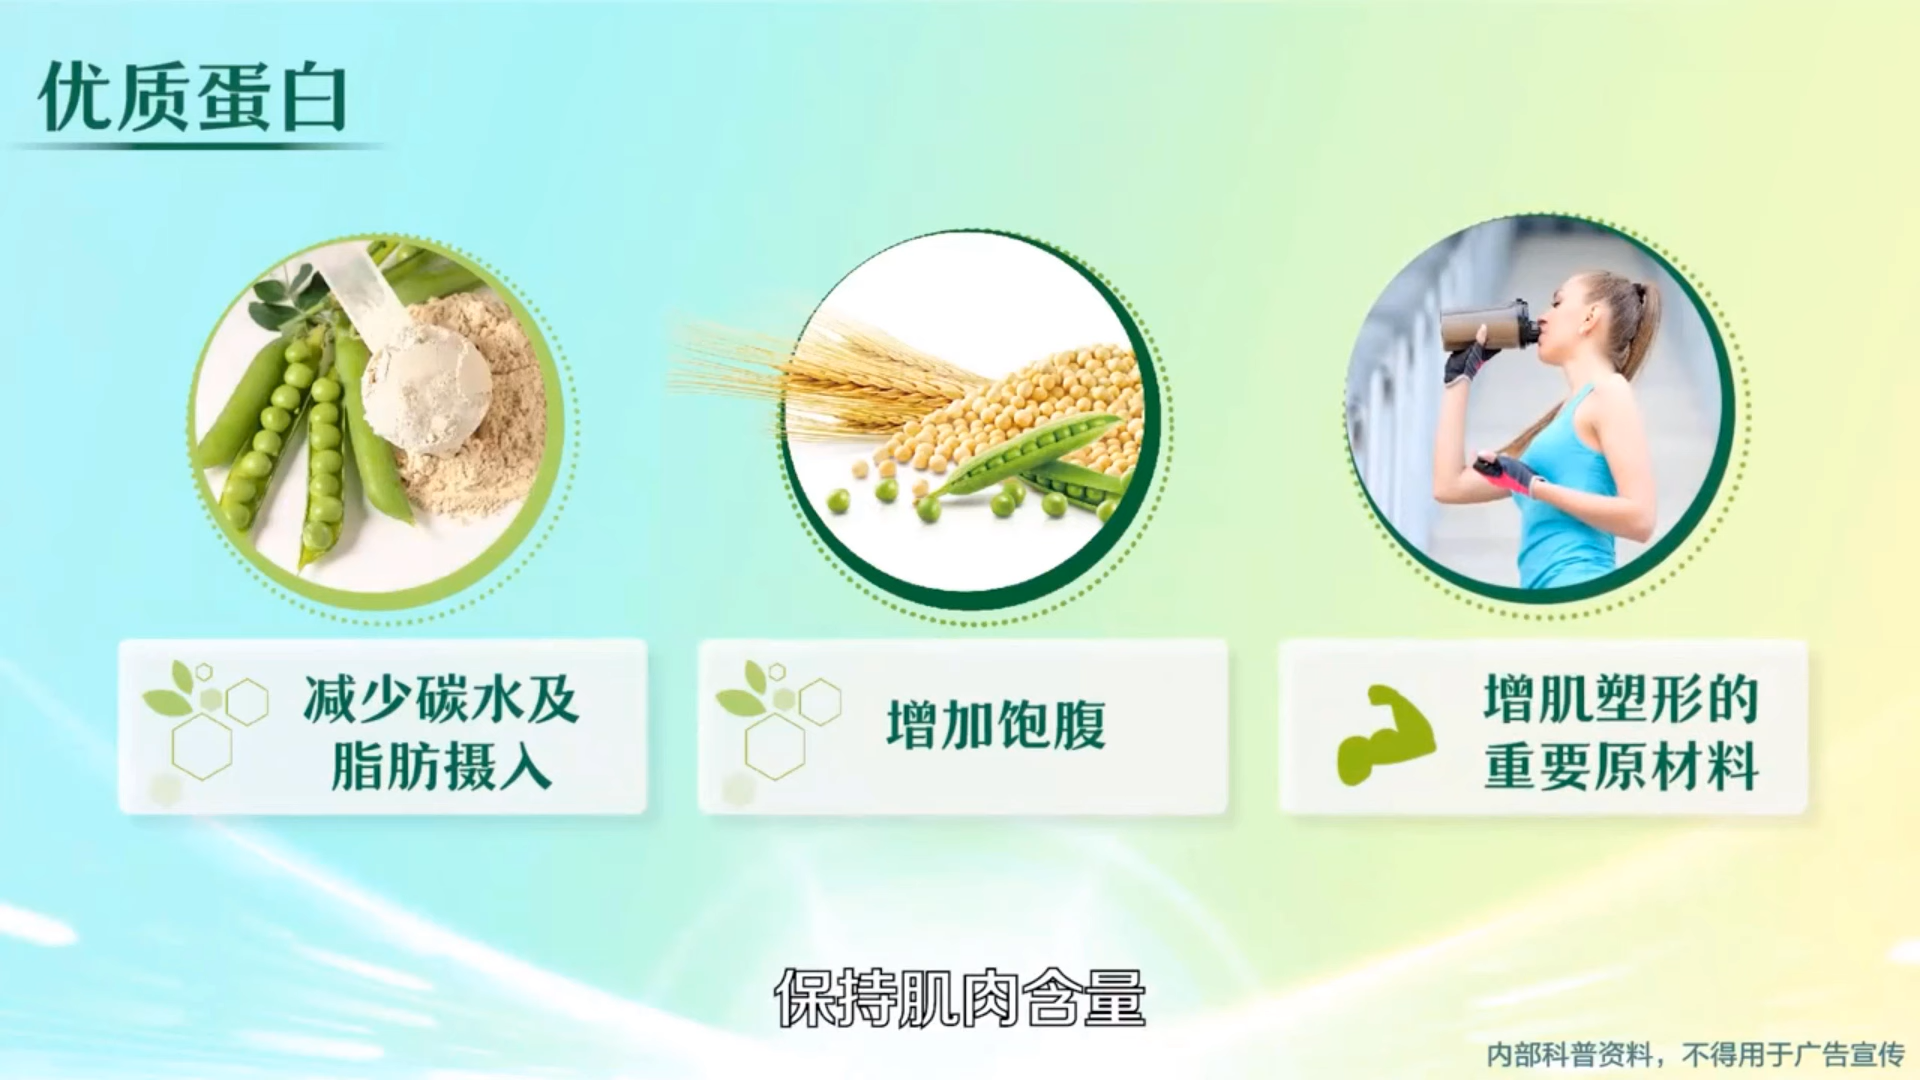 优质蛋白
减少碳水及
脂肪摄入
增加饱腹
增肌塑形的
重要原材料
保持肌肉含量
内部科普资料，不得用于广告宣传